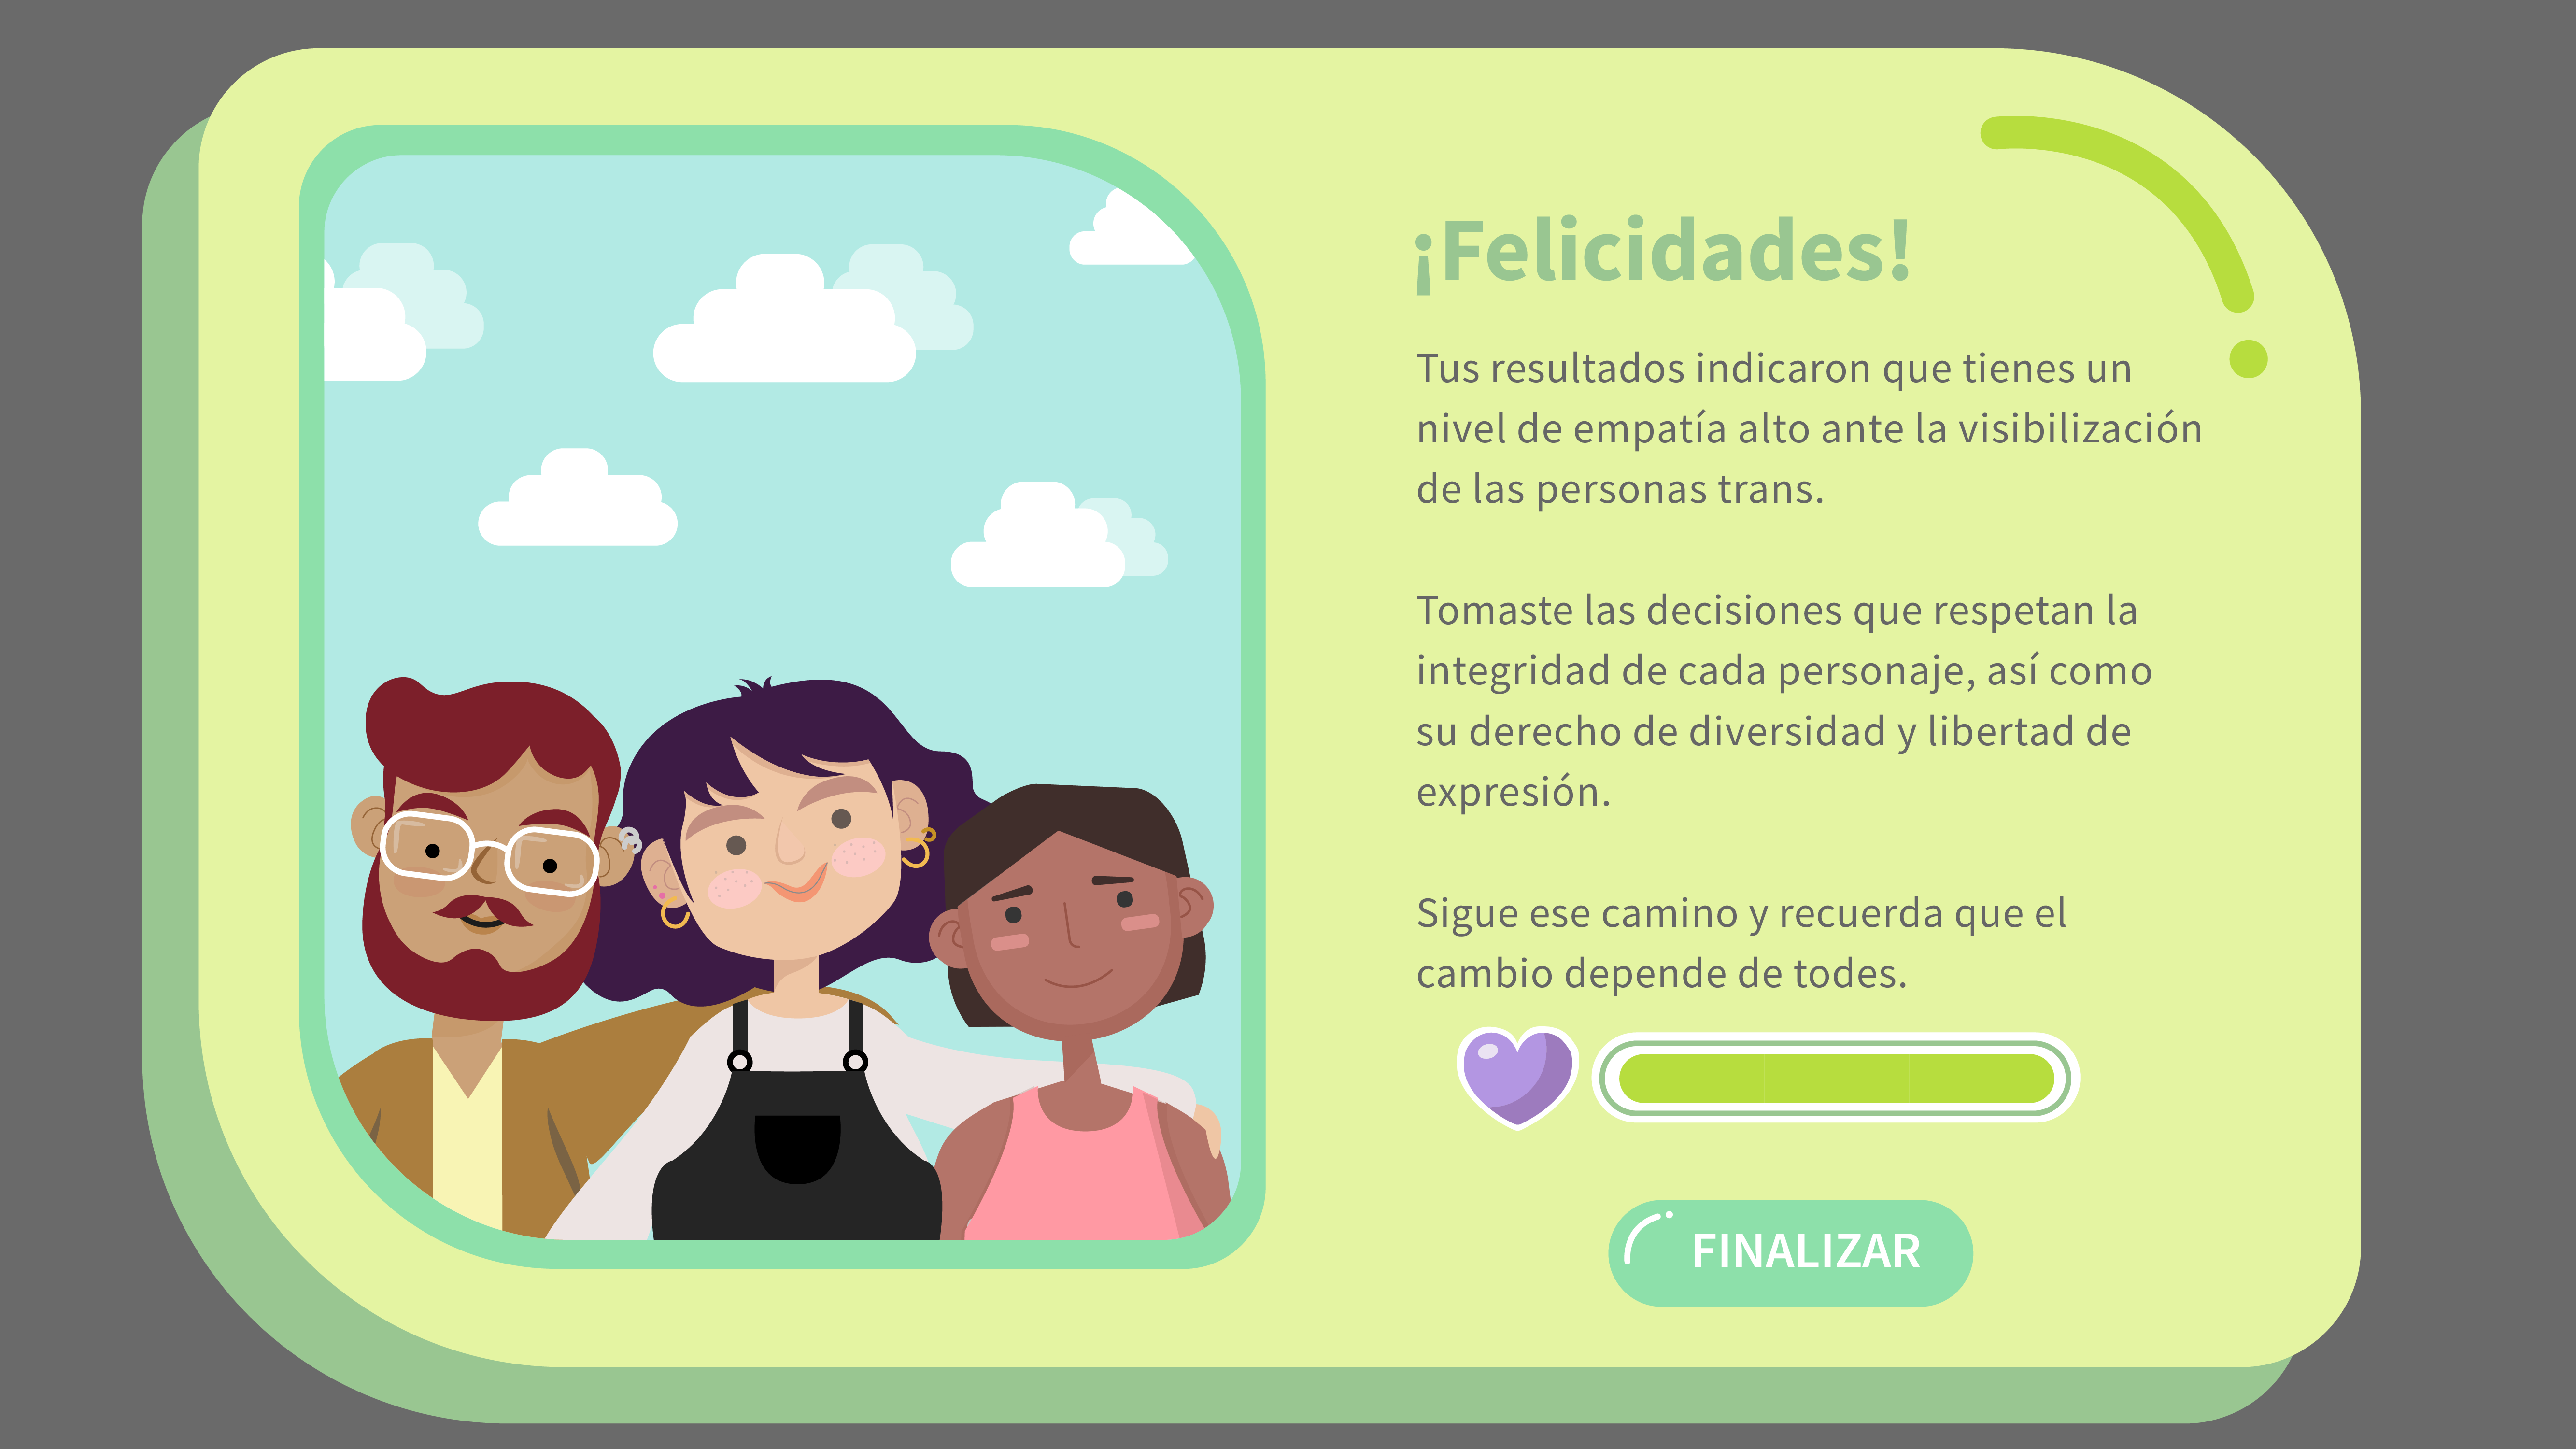 ¡Felicidades!
Tus resultados indicaron que tienes un
nivel de empatía alto ante la visibilización
de las personas trans.
Tomaste las decisiones que respetan la
integridad de cada personaje, así como
su derecho de diversidad y libertad de
expresión.
Sigue ese camino y recuerda que el
cambio depende de todes.
FINALIZAR